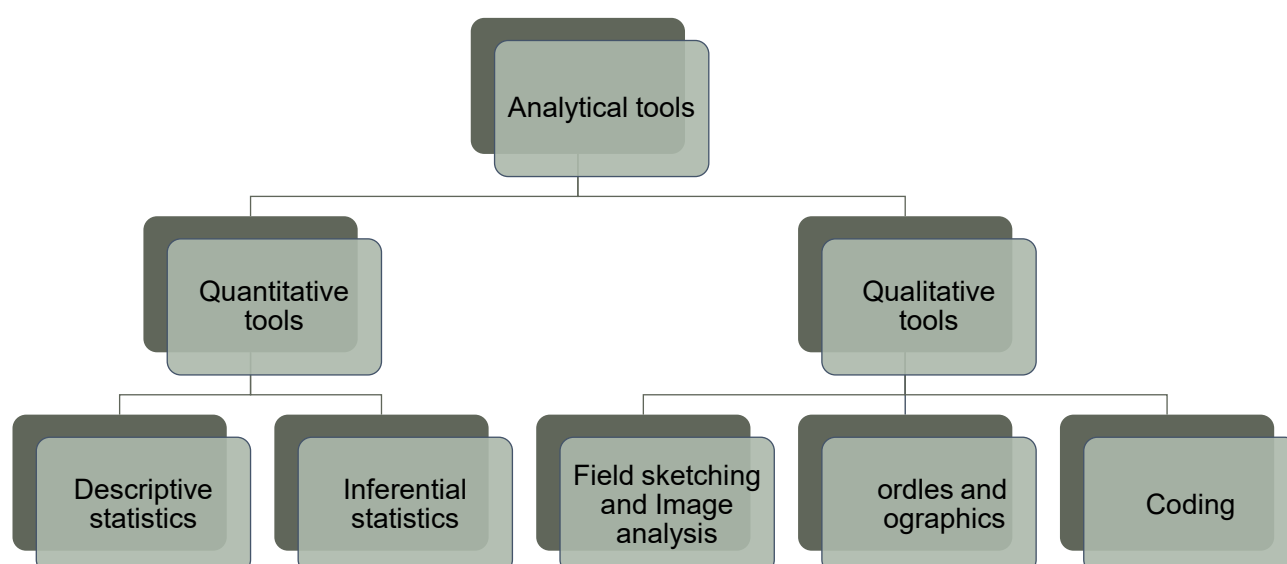 Analytical tools
Quantitative
tools
Qualitative
tools
Descriptive
statistics
Inferential
statistics
Field sketching
and Image
analysis
ordles and
ographics
Coding